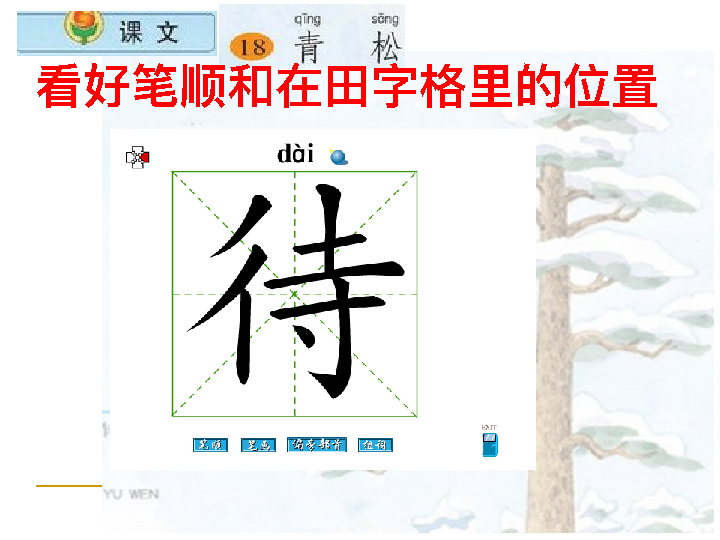 课文
qīng sōng
18 青松
看好笔顺和在田字格里的位置
dài
待
笔顺 笔画 偏旁部首 组词
EXIT
YU WEN